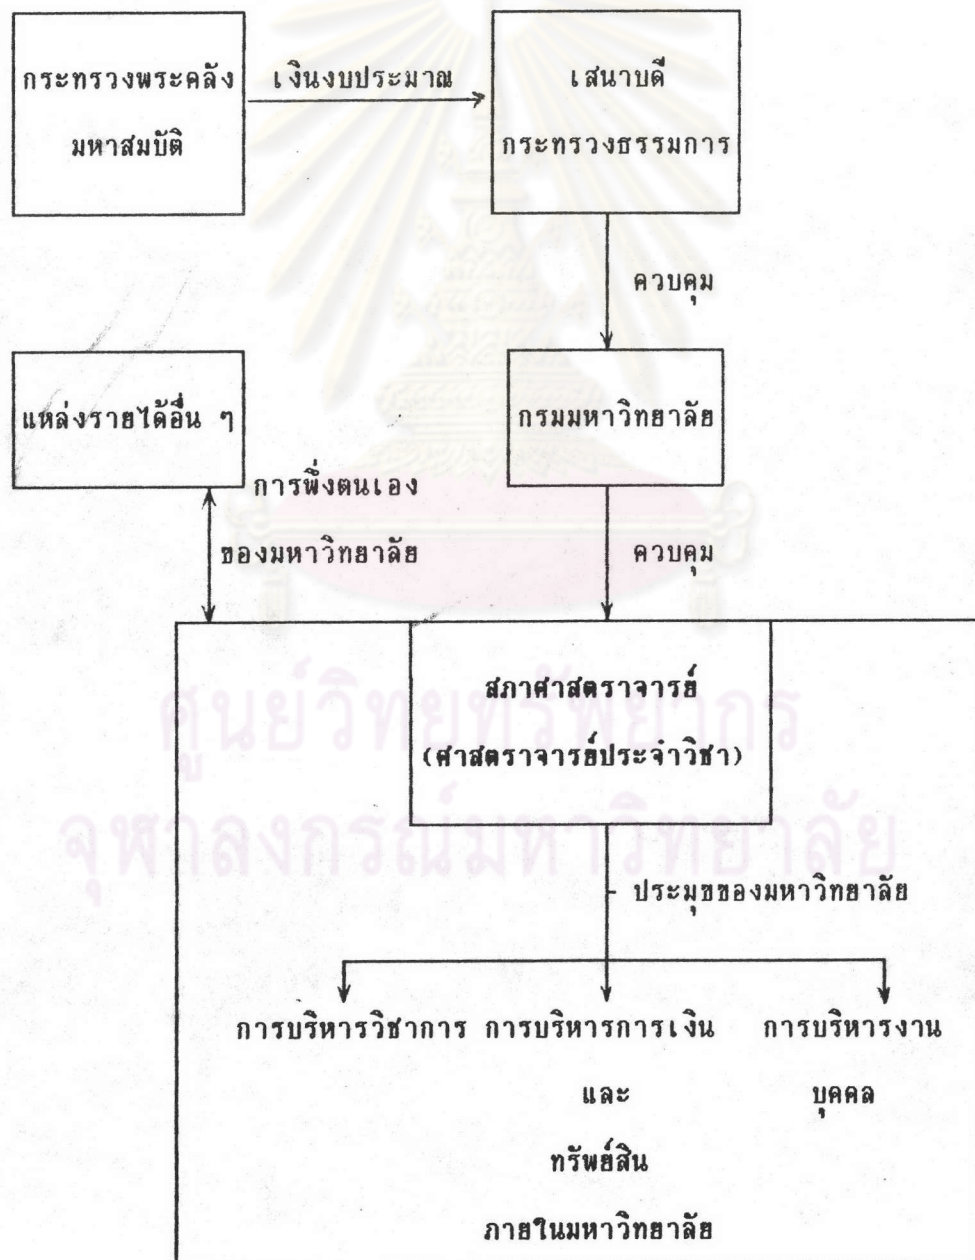 กระทรวงพระคลัง
มหาสมบัติ
เงินงบประมาณ
เสนาบดี
กระทรวงธรรมการ
ควบคุม
แหล่งรายได้อื่น ๆ
กรมมหาวิทยาลัย
การพึ่งตนเอง
ของมหาวิทยาลัย
ควบคุม
สภาศาสตราจารย์
(ศาสตราจารย์ประจำวิชา)
ศูนย์วิทยทรัพยากร
จุฬาลงกรณ์มหาวิทยาลัย
ประมุขของมหาวิทยาลัย
การบริหารวิชาการ
การบริหารการเงิน
และ
ทรัพย์สิน
ภายในมหาวิทยาลัย
การบริหารงาน
บุคคล